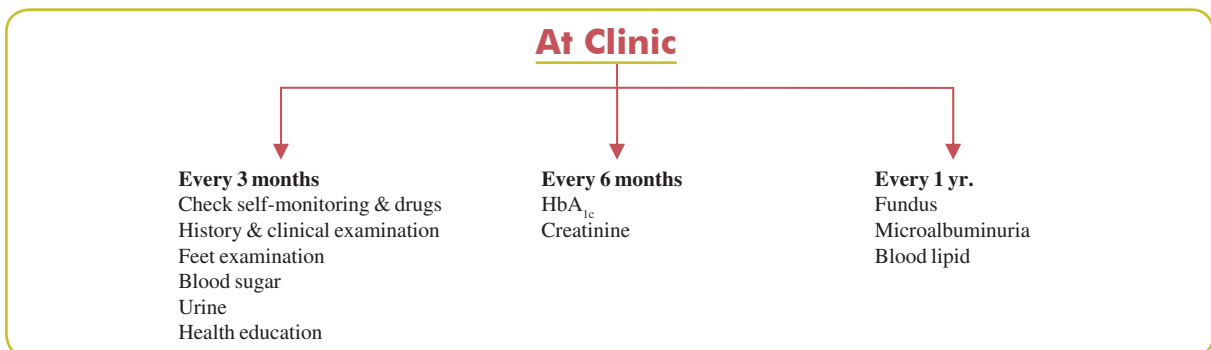 At Clinic
Every 3 months
Check self-monitoring & drugs
History & clinical examination
Feet examination
Blood sugar
Urine
Health education
Every 6 months
HbA1c
Creatinine
Every 1 yr.
Fundus
Microalbuminuria
Blood lipid